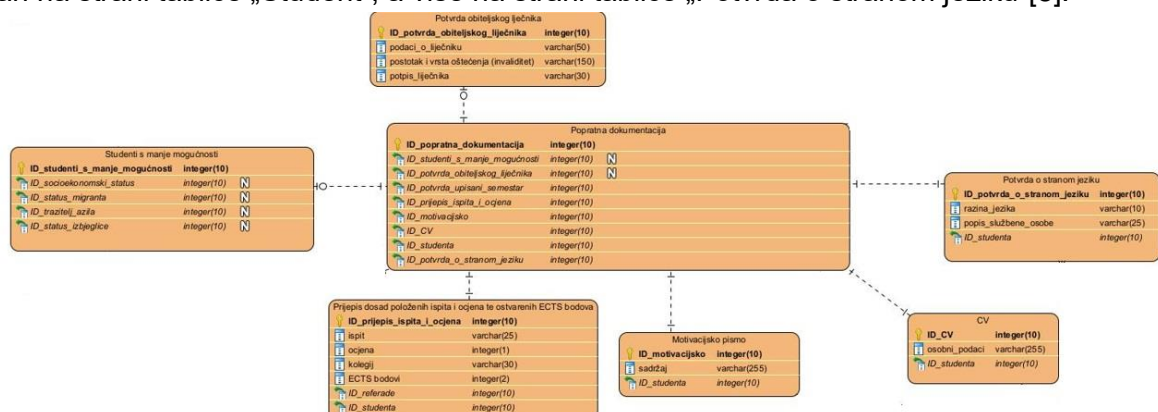 na strani tablice „Student“, a više na strani tablice „Potvrda o stranom jeziku“
Potvrda obiteljskog lječnika
ID_potvrda_obiteljskog_liječnika integer(10)
podaci_o_liječniku varchar(50)
postotak i vrsta oštećenja (invaliditet) varchar(150)
potpis_liječnika varchar(30)
Popratna dokumentacija
ID_popratna_dokumentacija integer(10)
ID_studenti_s_manje_mogućnosti integer(10) N
ID_potvrda_obiteljskog_liječnika integer(10) N
ID_potvrda_upisani_semestar integer(10)
ID_prijepis_ispita_i_ocjena integer(10)
ID_motivacijsko integer(10)
ID_CV integer(10)
ID_studenta integer(10)
ID_potvrda_o_stranom_jeziku integer(10)
Studenti s manje mogućnosti
ID_studenti_s_manje_mogućnosti integer(10)
ID_socioekonomski_status integer(10) N
ID_status_migranta integer(10) N
ID_trazitelj_azila integer(10) N
ID_status_izbjeglice integer(10) N
Potvrda o stranom jeziku
ID_potvrda_o_stranom_jeziku integer(10)
razina_jezika varchar(10)
popis_službene_osobe varchar(25)
ID_studenta integer(10)
Prijepis dosad položenih ispita i ocjena te ostvarenih ECTS bodova
ID_prijepis_ispita_i_ocjena integer(10)
ispit varchar(25)
ocjena integer(1)
kolegij varchar(30)
ECTS bodovi integer(2)
ID_referade integer(10)
ID_studenta integer(10)
Motivacijsko pismo
ID_motivacijsko integer(10)
sadržaj varchar(255)
ID_studenta integer(10)
CV
ID_CV integer(10)
osobni_podaci varchar(255)
ID_studenta integer(10)